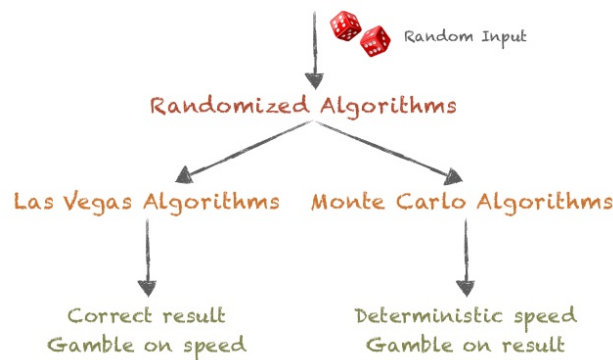 Random Input
Randomized Algorithms
Las Vegas Algorithms
Monte Carlo Algorithms
Correct result
Gamble on speed
Deterministic speed
Gamble on result